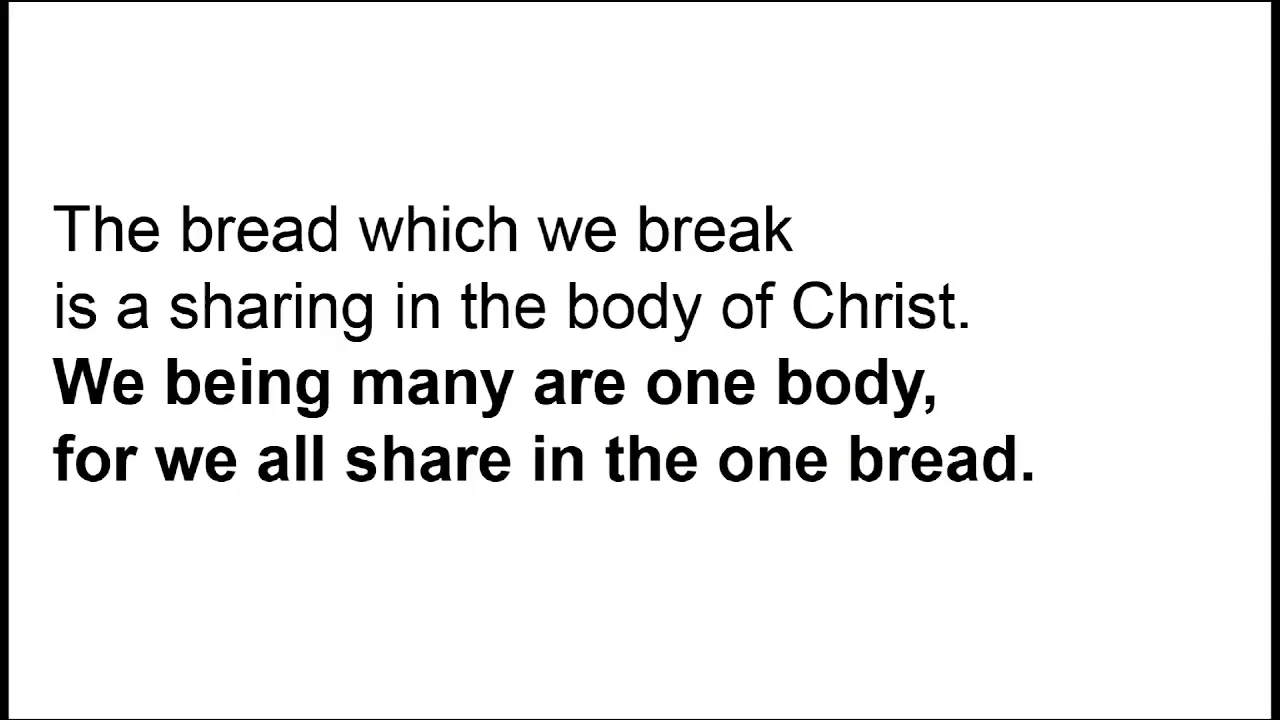 The bread which we break
is a sharing in the body of Christ.
We being many are one body,
for we all share in the one bread.